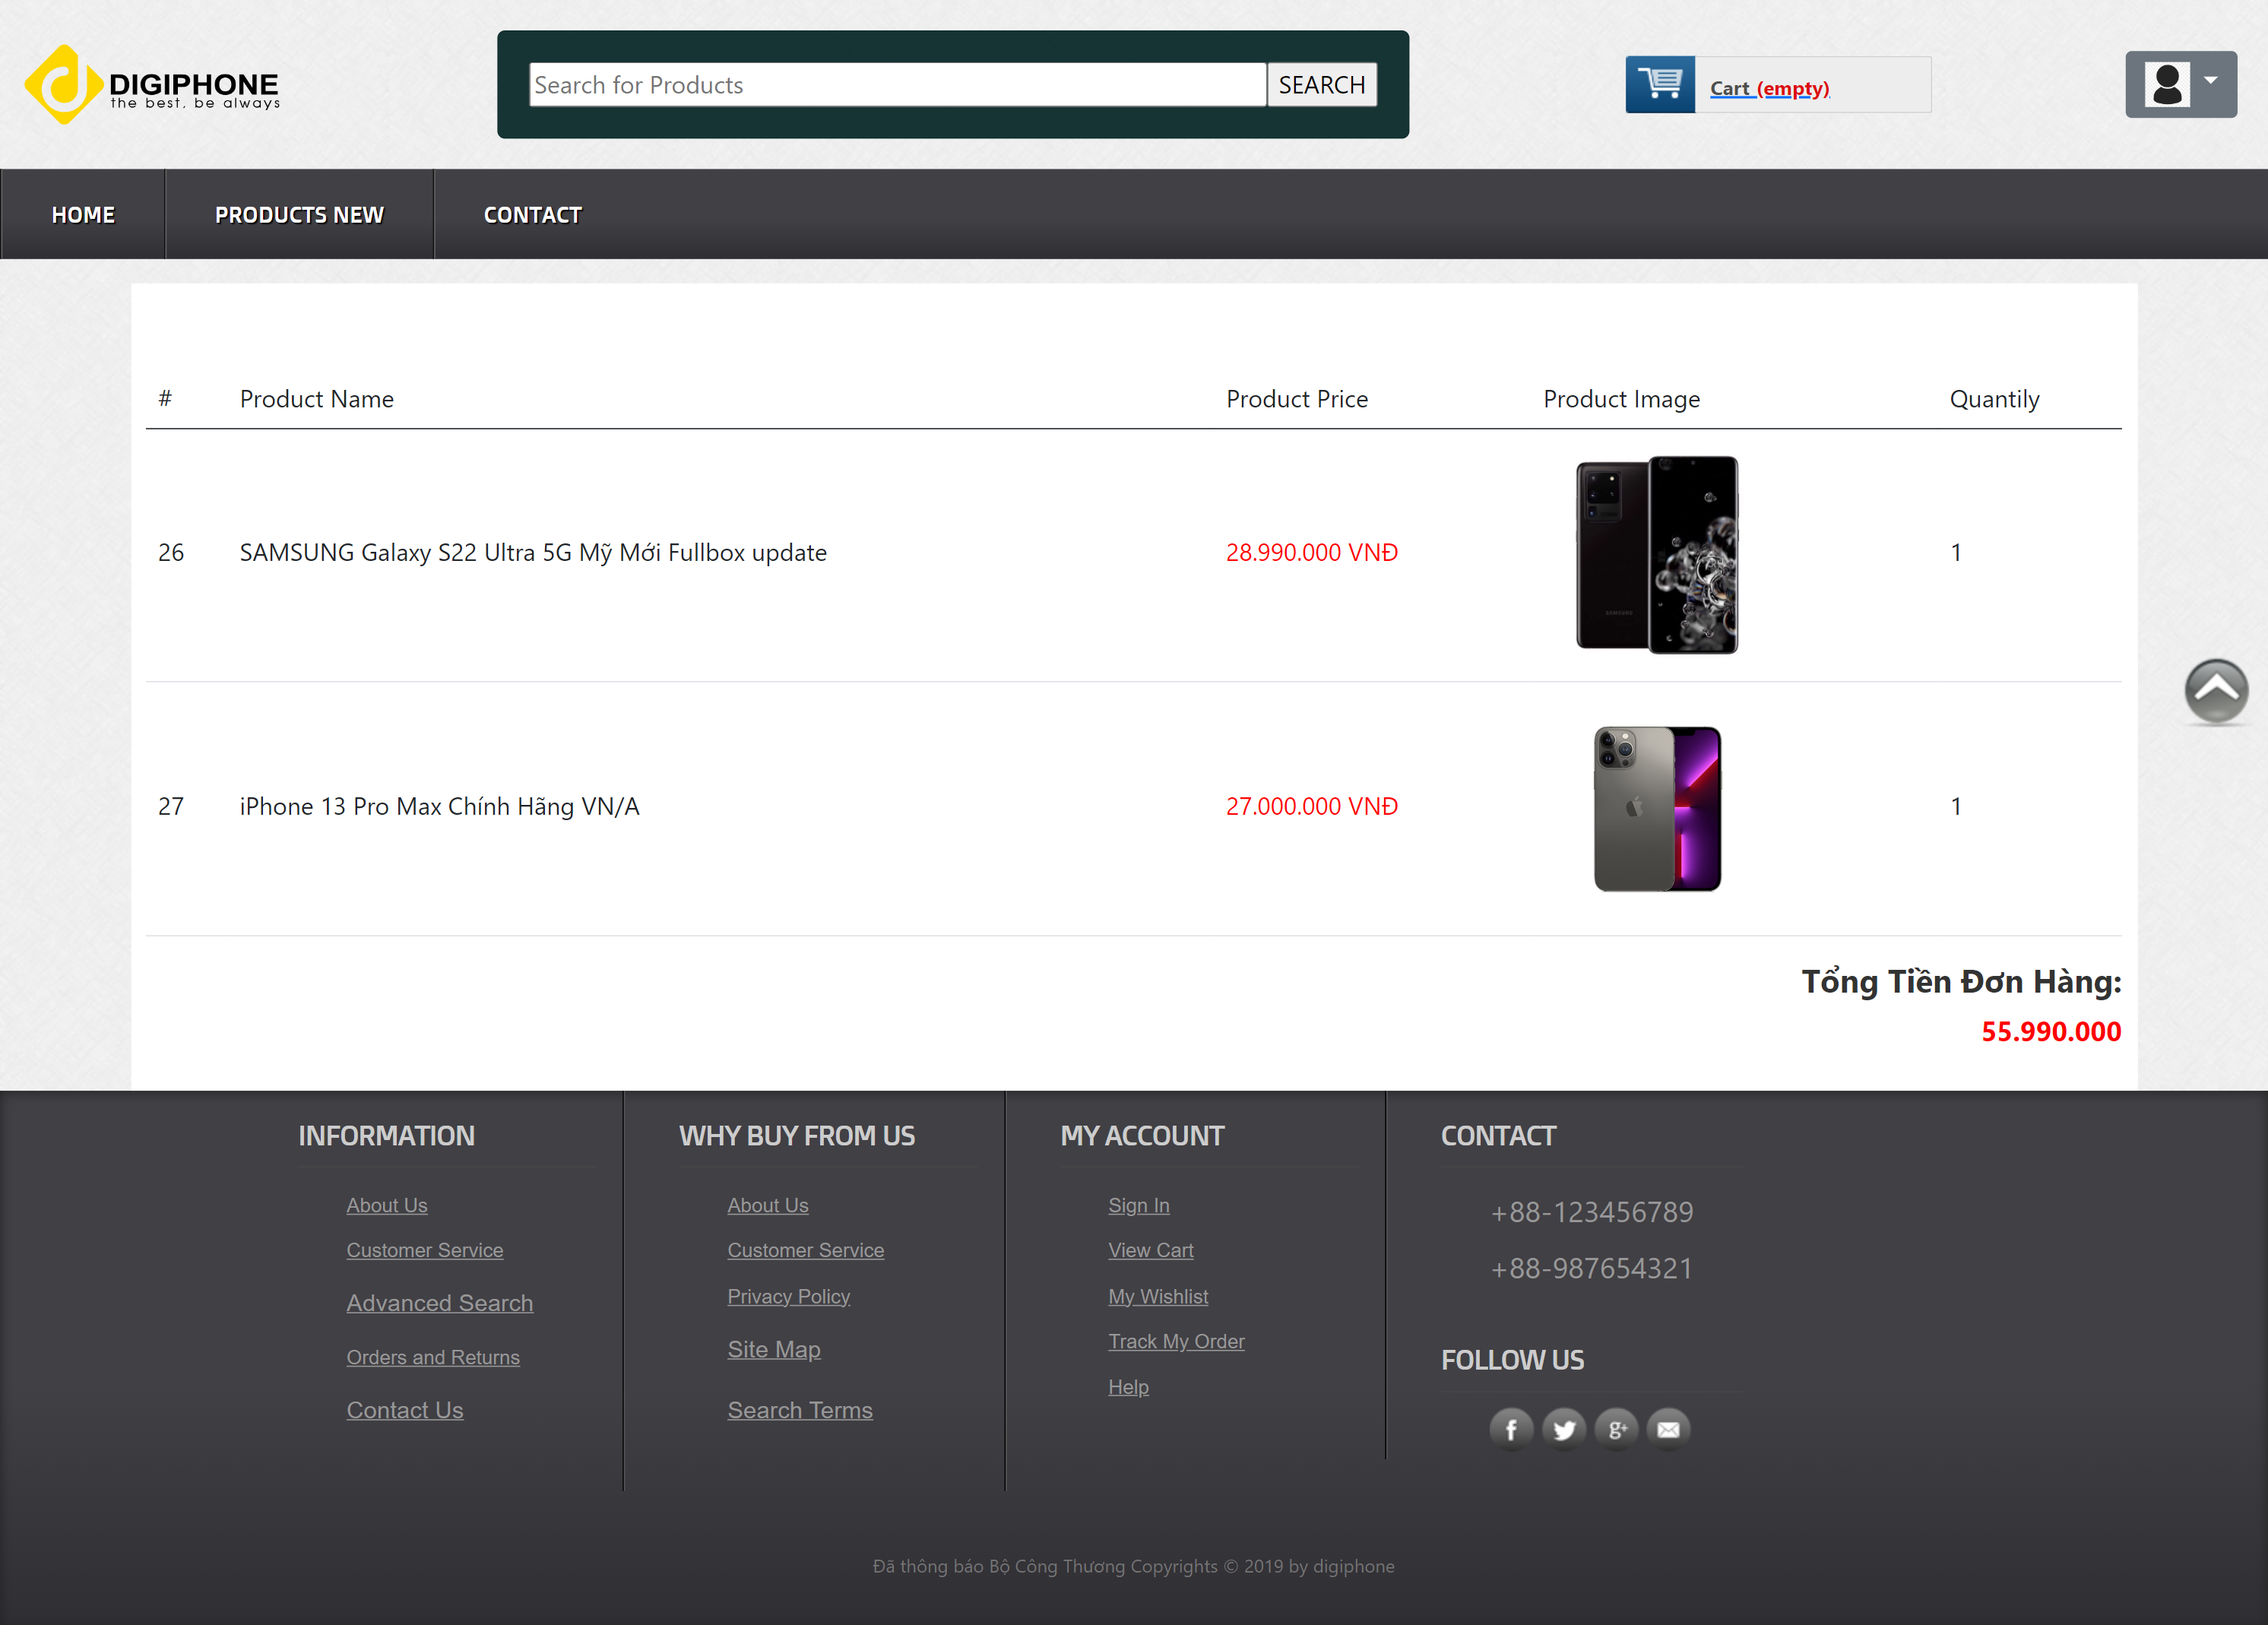 DIGIPHONE
the best. be always
Search for Products
SEARCH
Cart (empty)
HOME
PRODUCTS NEW
CONTACT
# Product Name Product Price Product Image Quantily
26 SAMSUNG Galaxy S22 Ultra 5G Mỹ Mới Fullbox update 28.990.000 VNĐ 1
SAMSUNG
27 iPhone 13 Pro Max Chính Hãng VN/A 27.000.000 VNĐ 1
Tổng Tiền Đơn Hàng:
55.990.000
INFORMATION
About Us
Customer Service
Advanced Search
Orders and Returns
Contact Us
WHY BUY FROM US
About Us
Customer Service
Privacy Policy
Site Map
Search Terms
MY ACCOUNT
Sign In
View Cart
My Wishlist
Track My Order
Help
CONTACT
+88-123456789
+88-987654321
FOLLOW US
f
g+
Đã thông báo Bộ Công Thương Copyrights © 2019 by digiphone